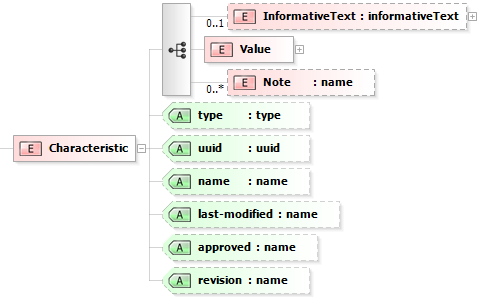 0..1 E InformativeText : informativeText
E Value
0..* E Note : name
A type : type
A uuid : uuid
E Characteristic
A name : name
A last-modified : name
A approved : name
A revision : name